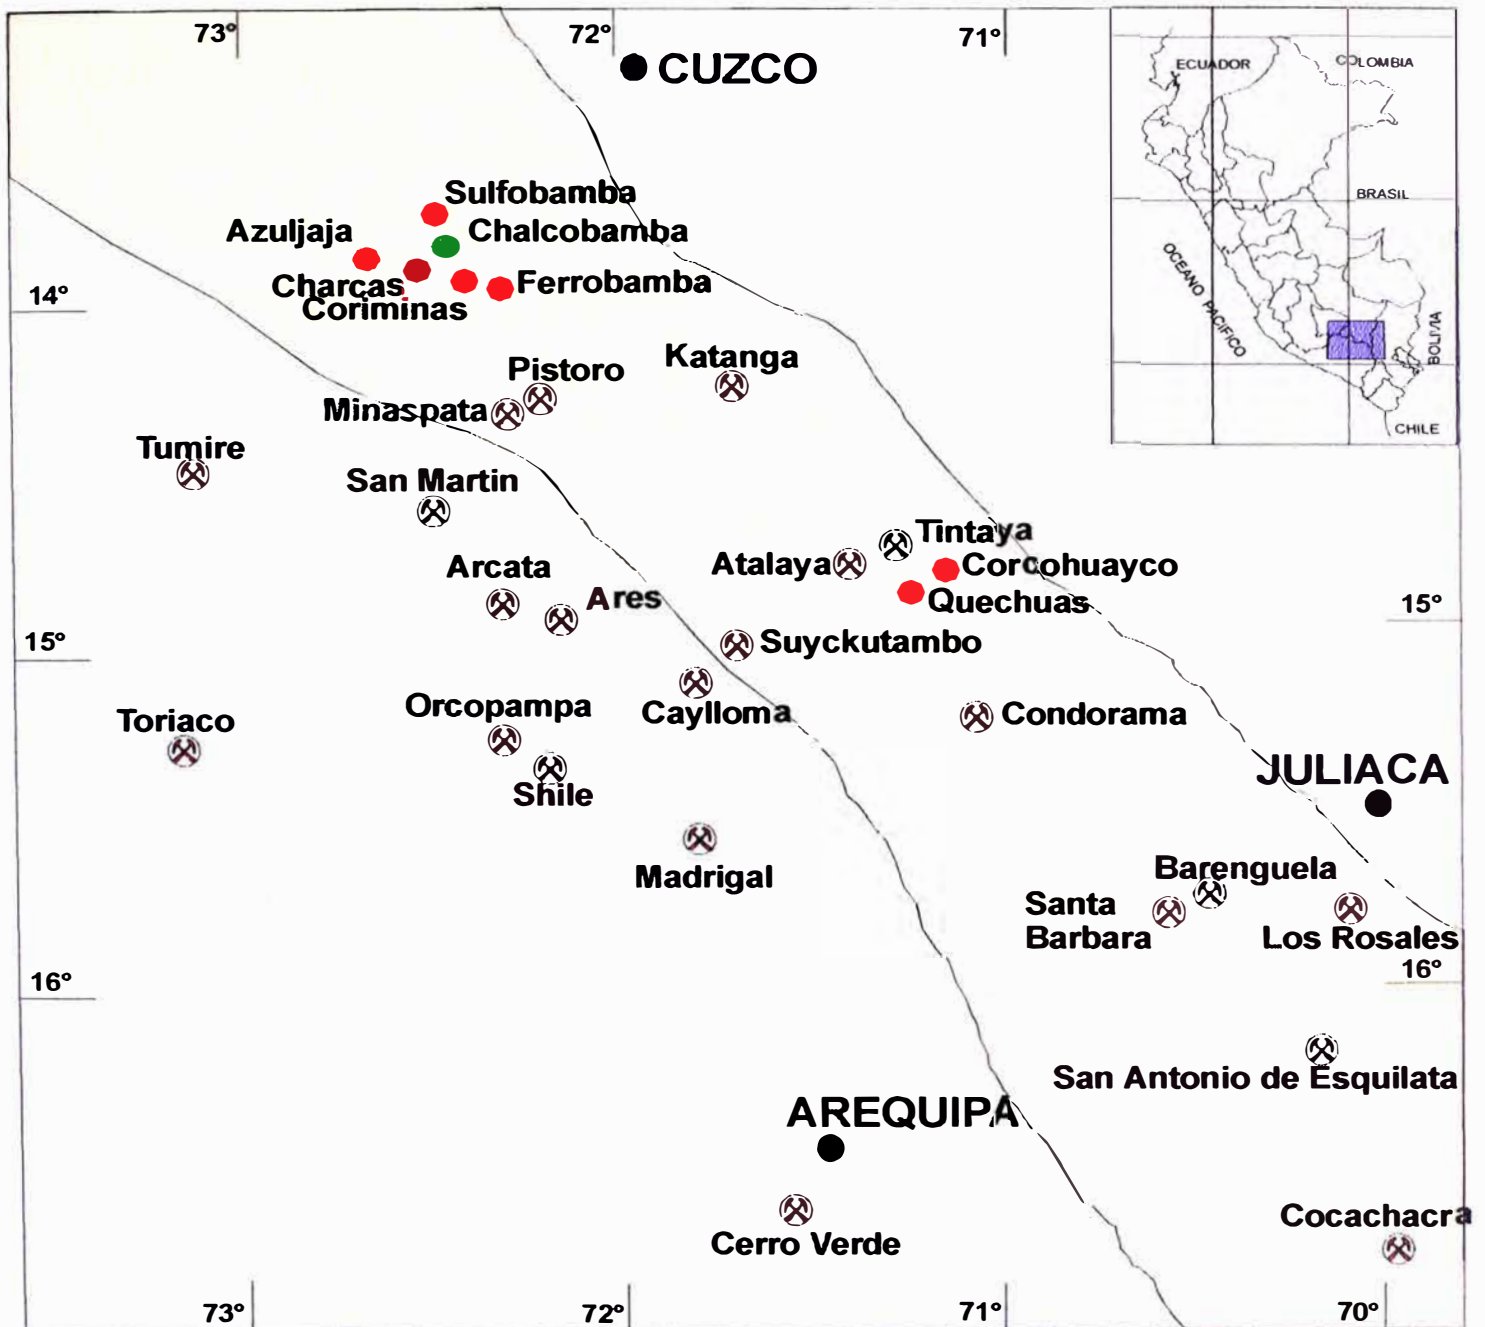 73°
72°
71°
CUZCO
ECUADOR
COLOMBIA
BRASIL
OCEANO PACIFICO
BOLIVIA
CHILE
Sulfobamba
Azuljaja
Chalcobamba
Charcas
Ferrobamba
Coriminas
14°
Katanga
Pistoro
Minaspata
Tumire
San Martin
Tintaya
Arcata
Atalaya
Corcohuayco
Ares
Quechuas
15°
15°
Suyckutambo
Orcopampa
Caylloma
Condorama
Toriaco
JULIACA
Shile
Madrigal
Barenguela
Santa
Barbara
Los Rosales
16°
16°
San Antonio de Esquilata
AREQUIPA
Cocachacra
Cerro Verde
73°
72°
71°
70°